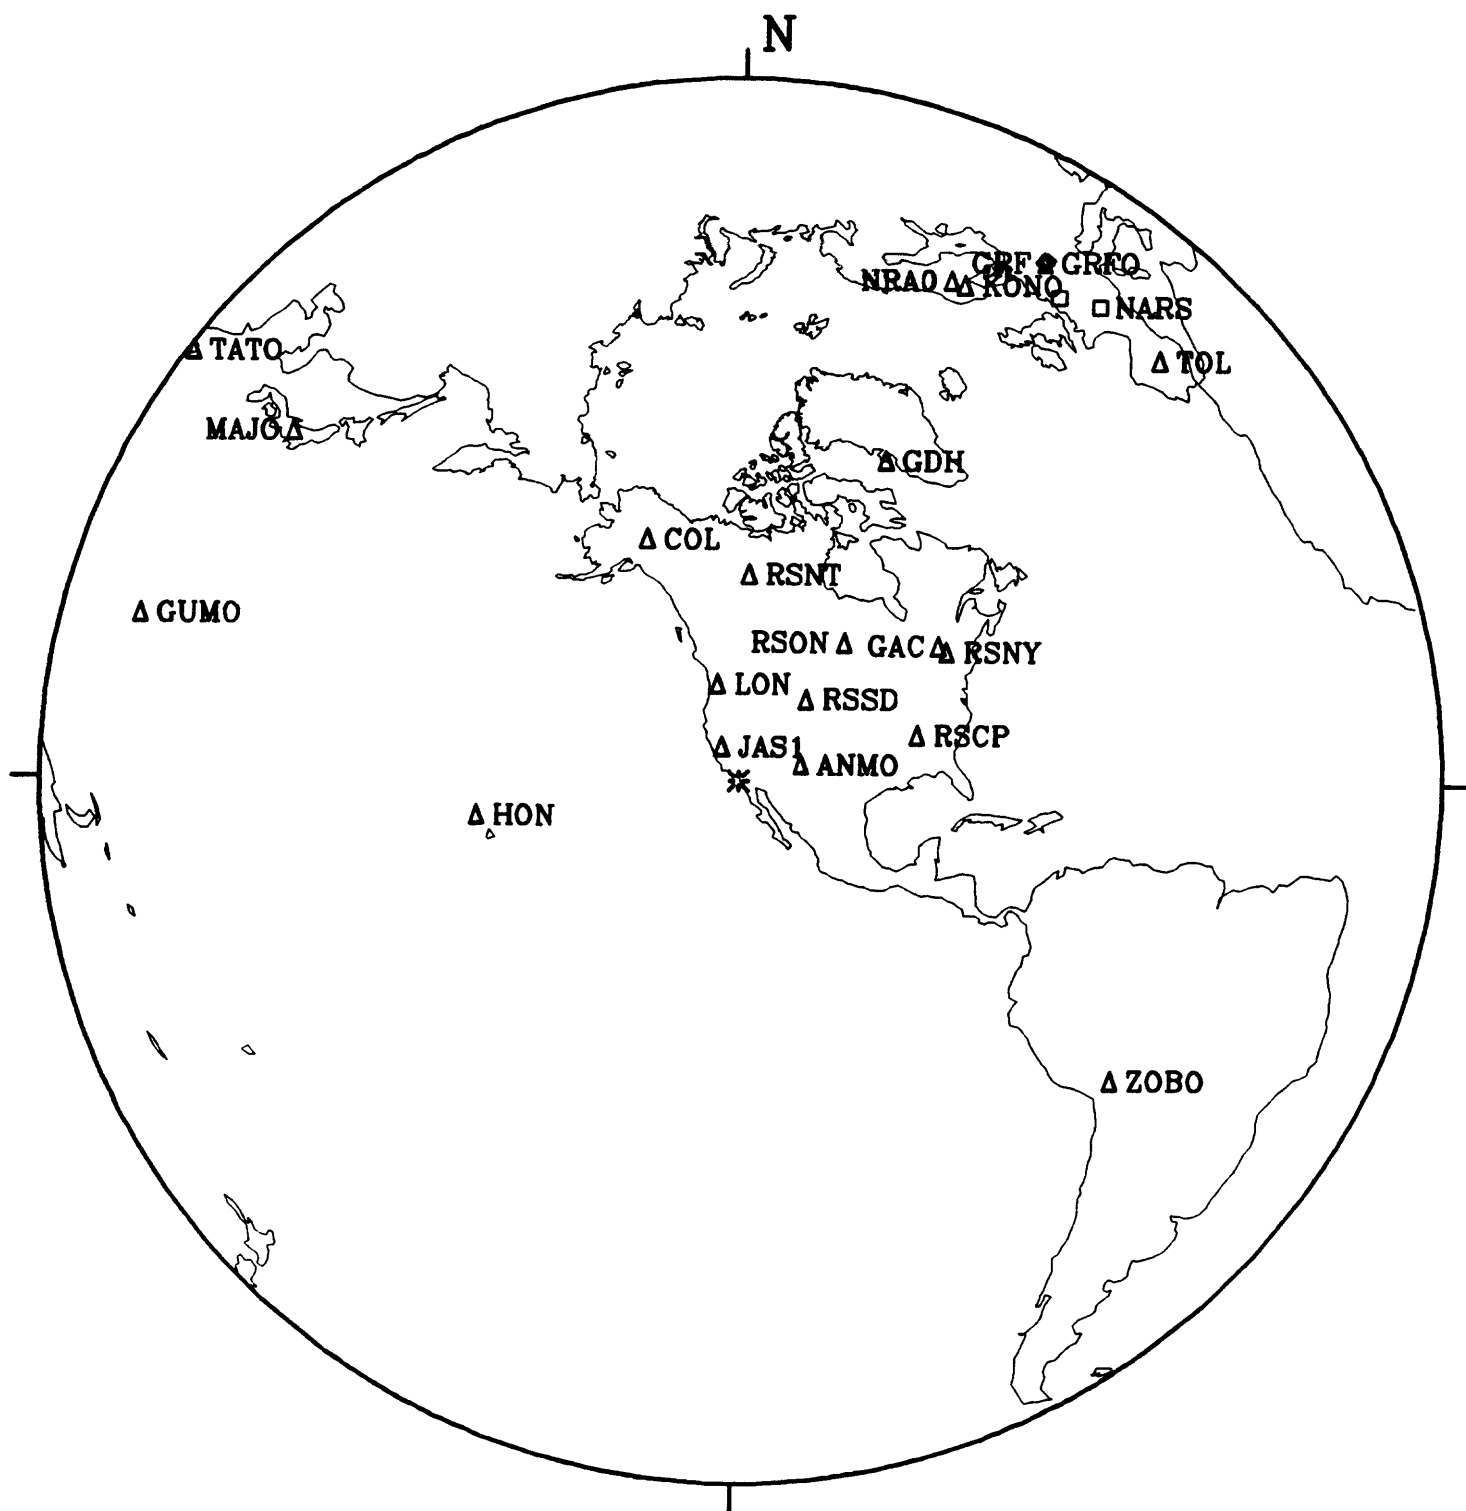 N
GRF GRFO
NRAO KONO
NARS
TATO
TOL
MAJO
GDH
COL
RSNT
GUMO
RSON GAC RSNY
LON
RSSD
RSCP
JAS1
ANMO
HON
ZOBO